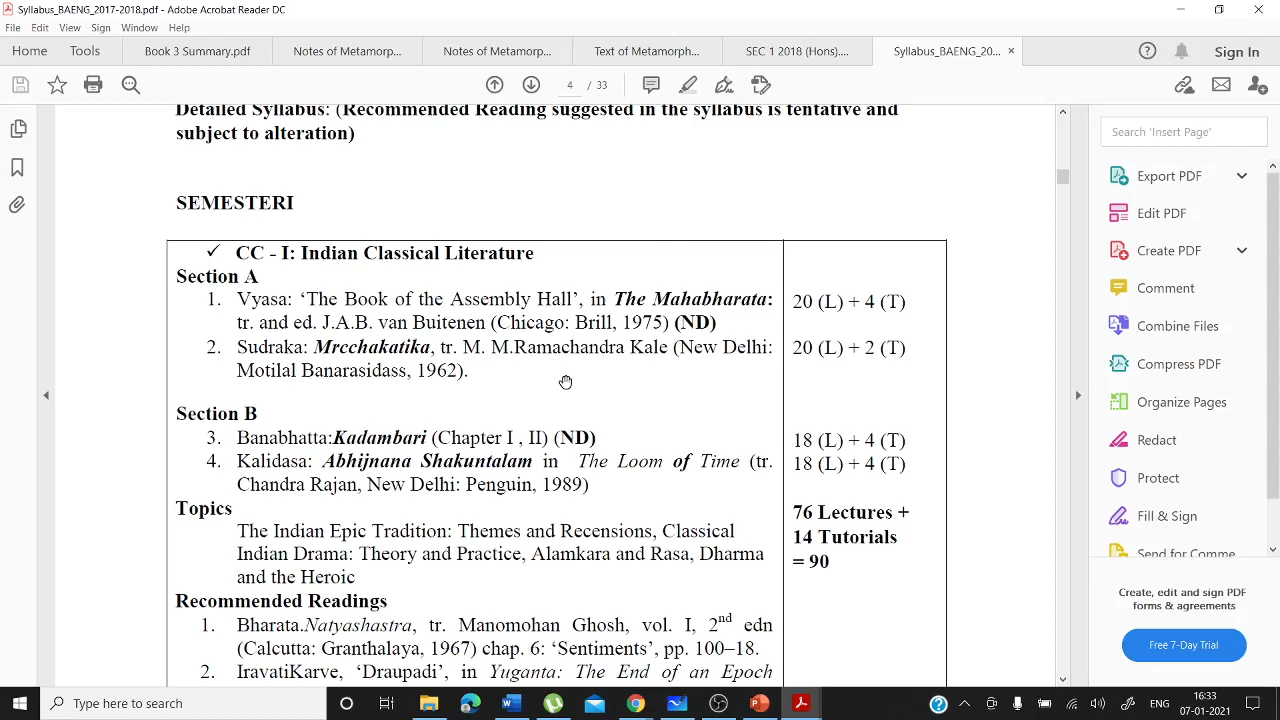 Syllabus_BAENG_2017-2018.pdf - Adobe Acrobat Reader DC
File Edit View Sign Window Help
Home Tools Book 3 Summary.pdf Notes of Metamorp... Notes of Metamorp... Text of Metamorph... SEC 1 2018 (Hons).... Syllabus_BAENG_20... × Sign In
4 / 33
Detailed Syllabus: (Recommended Reading suggested in the syllabus is tentative and
subject to alteration)
SEMESTERI
✓ CC - I: Indian Classical Literature
Section A
1. Vyasa: ‘The Book of the Assembly Hall’, in The Mahabharata:
tr. and ed. J.A.B. van Buitenen (Chicago: Brill, 1975) (ND)
20 (L) + 4 (T)
2. Sudraka: Mrcchakatika, tr. M. M.Ramachandra Kale (New Delhi:
Motilal Banarasidass, 1962).
20 (L) + 2 (T)
Section B
3. Banabhatta:Kadambari (Chapter I , II) (ND)
18 (L) + 4 (T)
4. Kalidasa: Abhijnana Shakuntalam in The Loom of Time (tr.
Chandra Rajan, New Delhi: Penguin, 1989)
18 (L) + 4 (T)
Topics
The Indian Epic Tradition: Themes and Recensions, Classical
Indian Drama: Theory and Practice, Alamkara and Rasa, Dharma
and the Heroic
76 Lectures +
14 Tutorials
= 90
Recommended Readings
1. Bharata.Natyashastra, tr. Manomohan Ghosh, vol. I, 2nd edn
(Calcutta: Granthalaya, 1967) chap. 6: ‘Sentiments’, pp. 100–18.
2. IravatiKarve, ‘Draupadi’, in Yuganta: The End of an Epoch
Search 'Insert Page'
Export PDF
Edit PDF
Create PDF
Comment
Combine Files
Compress PDF
Organize Pages
Redact
Protect
Fill & Sign
Send for Comme
Create, edit and sign PDF
forms & agreements
Free 7-Day Trial
Type here to search
ENG
16:33
07-01-2021